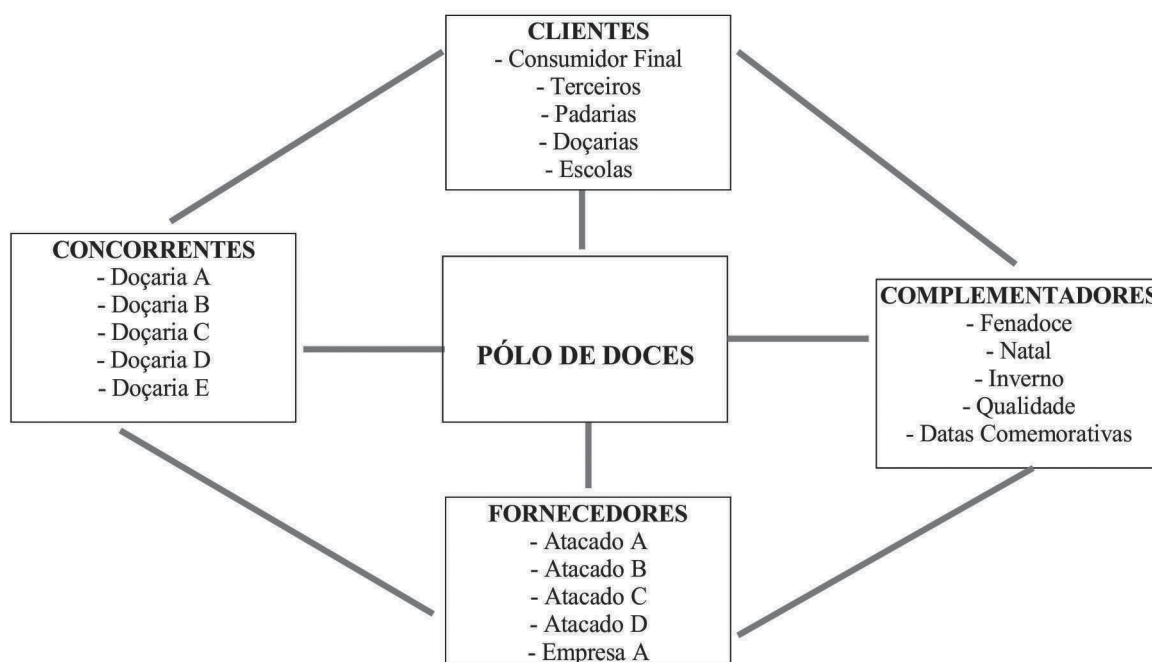 CLIENTES
- Consumidor Final
- Terceiros
- Padarias
- Doçarias
- Escolas
CONCORRENTES
- Doçaria A
- Doçaria B
- Doçaria C
- Doçaria D
- Doçaria E
PÓLO DE DOCES
COMPLEMENTADORES
- Fenadoce
- Natal
- Inverno
- Qualidade
- Datas Comemorativas
FORNECEDORES
- Atacado A
- Atacado B
- Atacado C
- Atacado D
- Empresa A